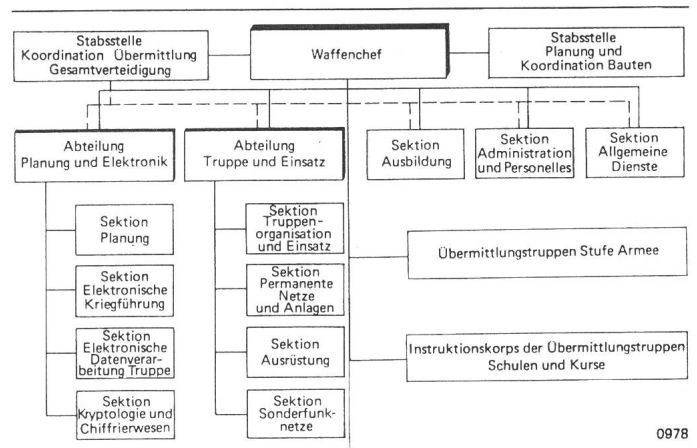 Stabsstelle
Koordination Übermittlung
Gesamtverteidigung
Waffenchef
Stabsstelle
Planung und
Koordination Bauten
Abteilung
Planung und Elektronik
Abteilung
Truppe und Einsatz
Sektion
Ausbildung
Sektion
Administration
und Personelles
Sektion
Allgemeine
Dienste
Sektion
Planung
Sektion
Elektronische
Kriegführung
Sektion
Elektronische
Datenverar-
beitung Truppe
Sektion
Kryptologie und
Chiffrierwesen
Sektion
Truppen-
organisation
und Einsatz
Sektion
Permanente
Netze
und Anlagen
Sektion
Ausrüstung
Sektion
Sonderfunk-
netze
Übermittlungstruppen Stufe Armee
Instruktionskorps der Übermittlungstruppen
Schulen und Kurse
0978